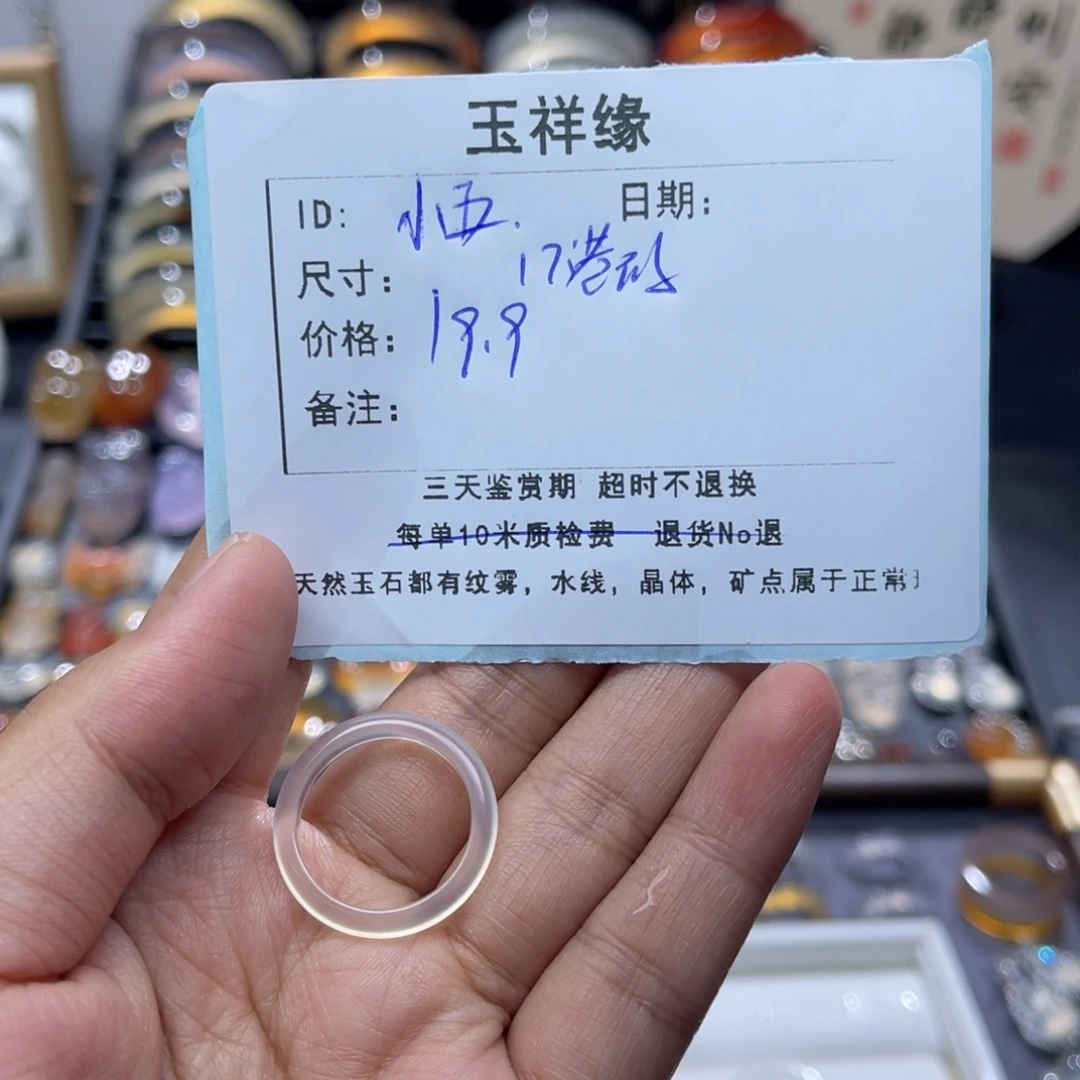 玉祥缘
ID: 小五. 日期:
尺寸: 17港码
价格: 19.9
备注:
三天鉴赏期 超时不退换
每单10米质检费 退货No退
天然玉石都有纹雾，水线，晶体，矿点属于正常